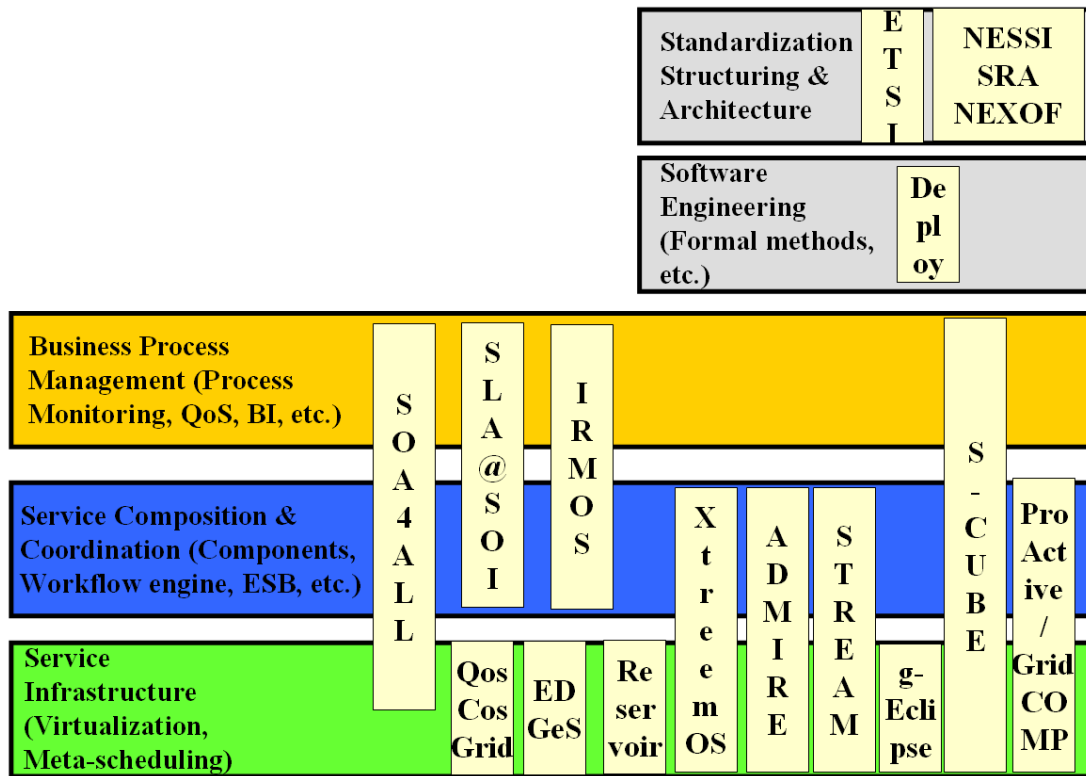 Standardization
Structuring &
Architecture
E
T
S
I
NESSI
SRA
NEXOF
Software
Engineering
(Formal methods,
etc.)
De
pl
oy
Business Process
Management (Process
Monitoring, QoS, BI, etc.)
Service Composition &
Coordination (Components,
Workflow engine, ESB, etc.)
Service
Infrastructure
(Virtualization,
Meta-scheduling)
S
O
A
4
A
L
L
S
L
A
@
S
O
I
I
R
M
O
S
Qos
Cos
Grid
ED
GeS
Re
ser
voir
X
t
r
e
e
m
OS
A
D
M
I
R
E
S
T
R
E
A
M
g-
Ecli
pse
S
-
C
U
B
E
Pro
Act
ive
/
Grid
CO
MP